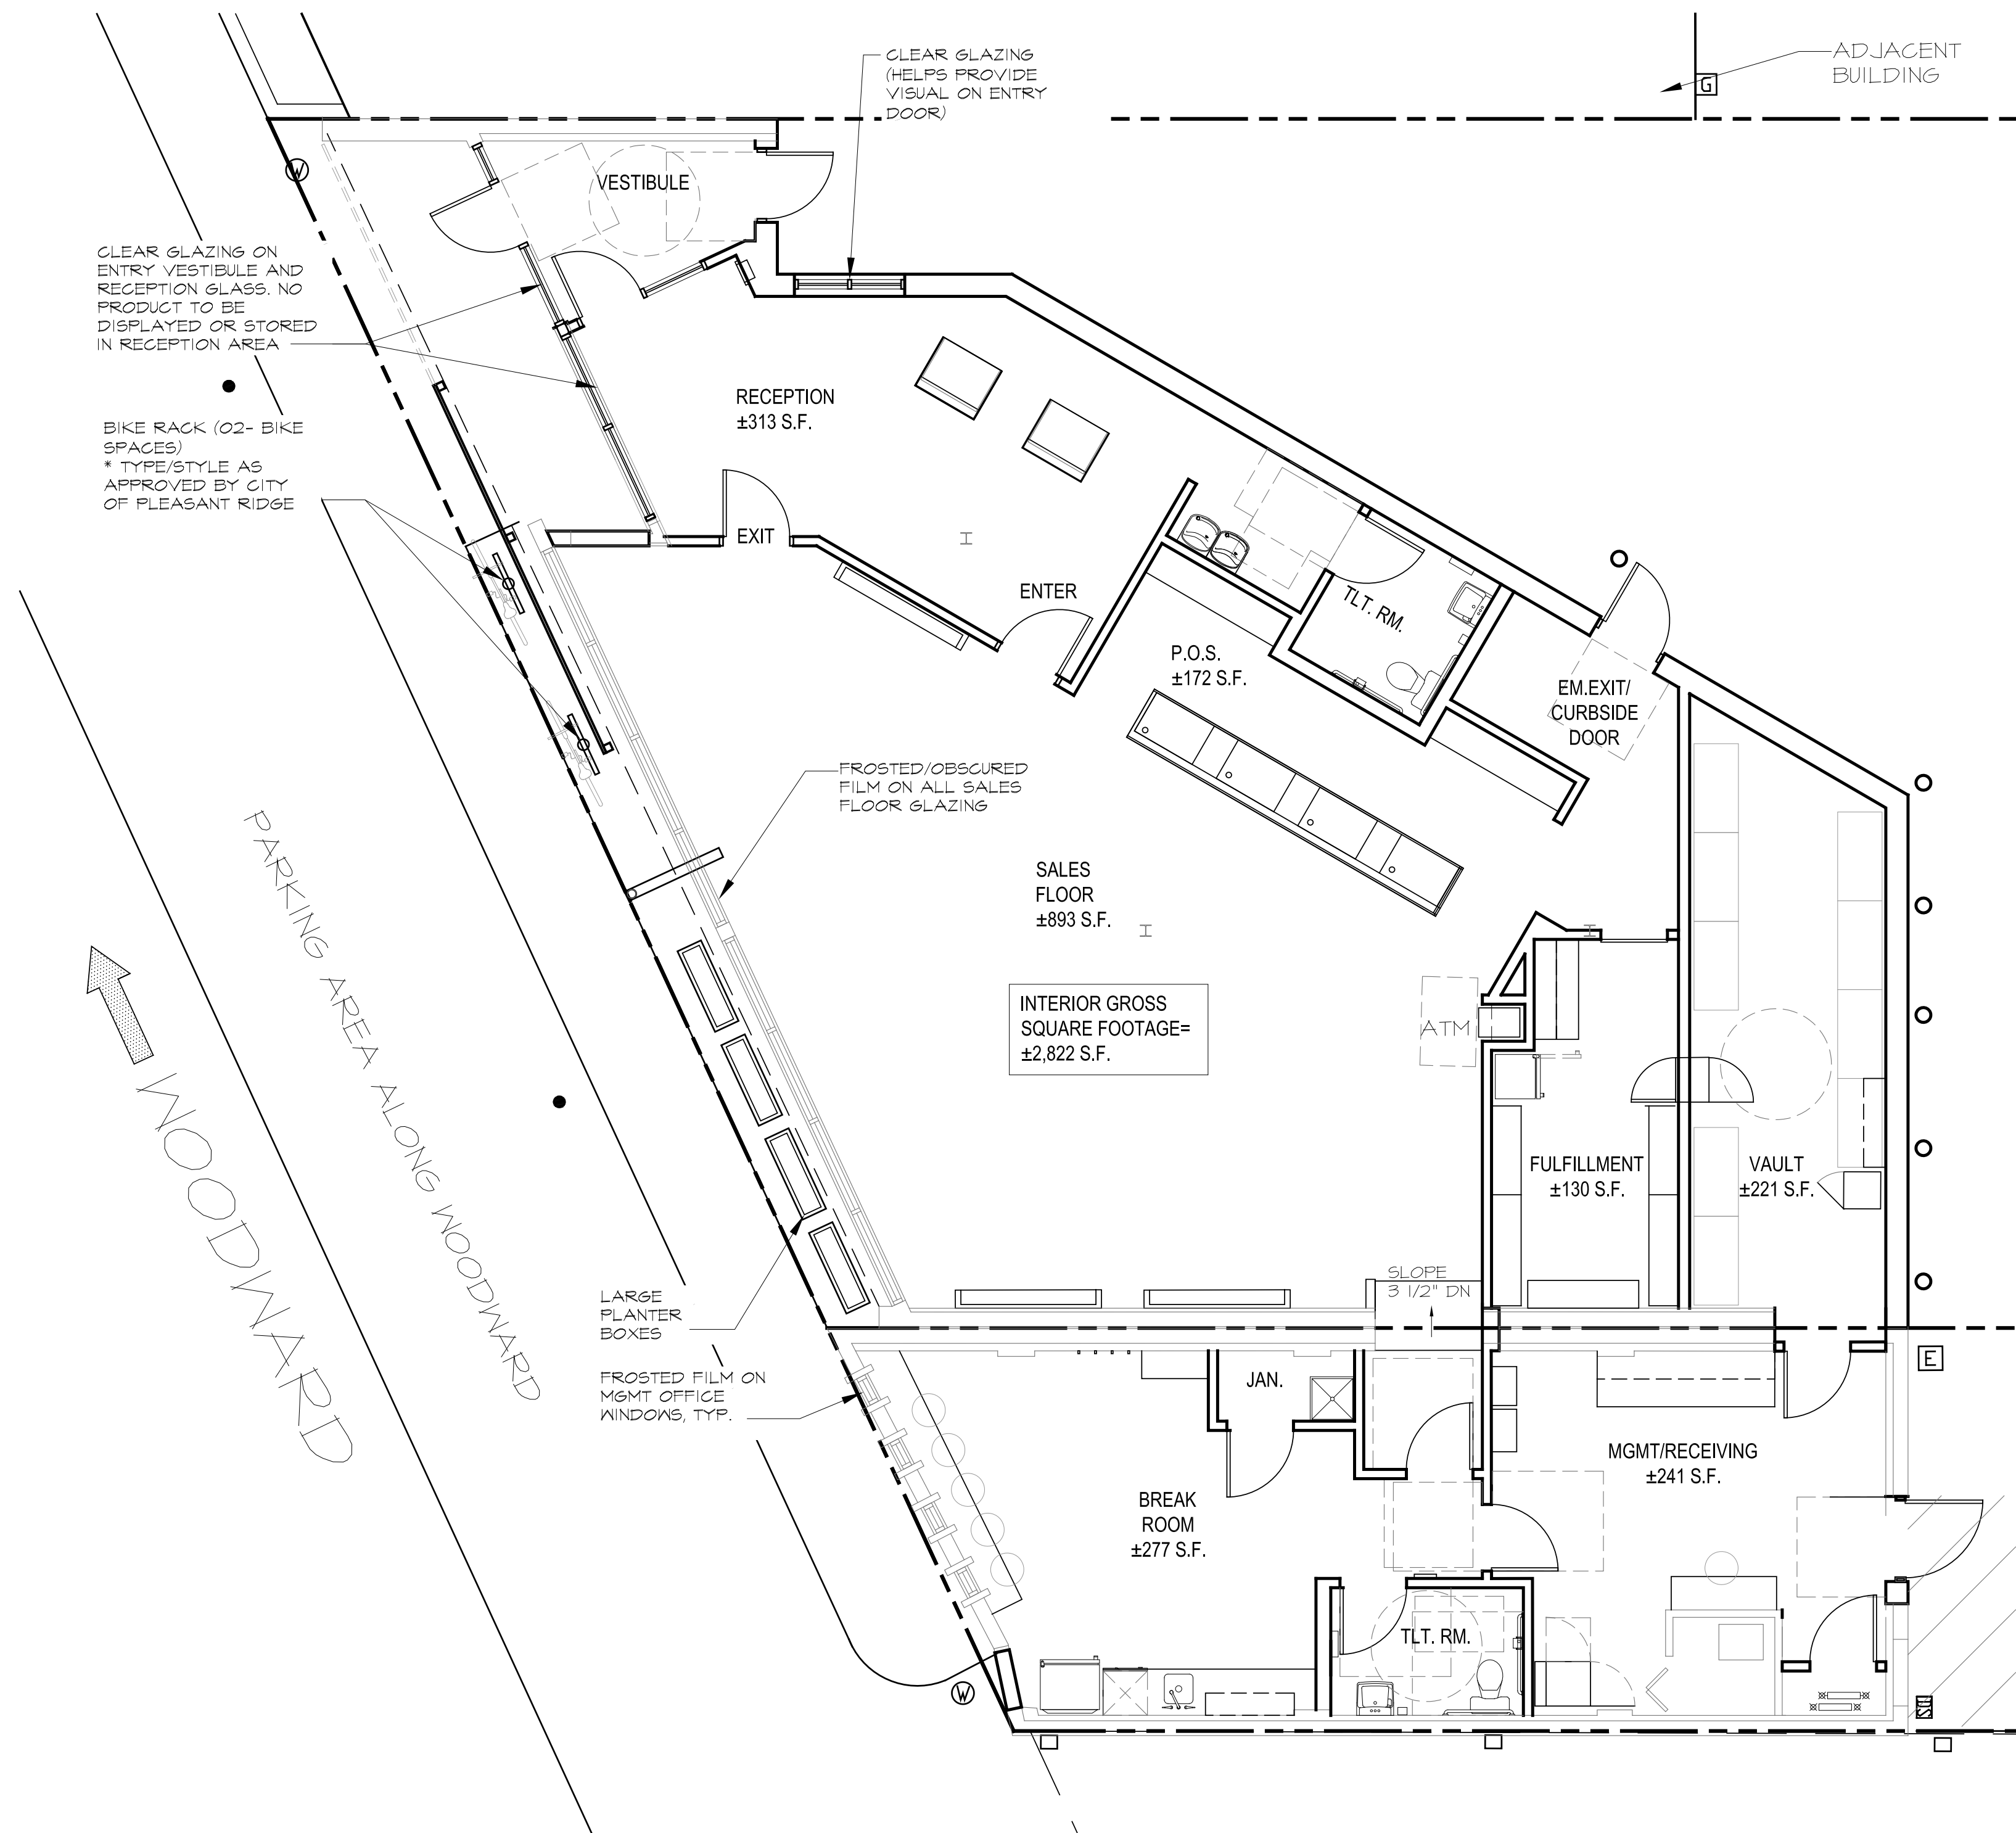 CLEAR GLAZING
(HELPS PROVIDE
VISUAL ON ENTRY
DOOR)
ADJACENT
BUILDING
G
W
VESTIBULE
CLEAR GLAZING ON
ENTRY VESTIBULE AND
RECEPTION GLASS. NO
PRODUCT TO BE
DISPLAYED OR STORED
IN RECEPTION AREA
BIKE RACK (02- BIKE
SPACES)
* TYPE/STYLE AS
APPROVED BY CITY
OF PLEASANT RIDGE
RECEPTION
±313 S.F.
EXIT
ENTER
TLT. RM.
P.O.S.
±172 S.F.
EM.EXIT/
CURBSIDE
DOOR
FROSTED/OBSCURED
FILM ON ALL SALES
FLOOR GLAZING
PARKING AREA ALONG WOODWARD
WOODWARD
SALES
FLOOR
±893 S.F.
INTERIOR GROSS
SQUARE FOOTAGE=
±2,822 S.F.
ATM
FULFILLMENT
±130 S.F.
VAULT
±221 S.F.
SLOPE
3 1/2" DN
LARGE
PLANTER
BOXES
FROSTED FILM ON
MGMT OFFICE
WINDOWS, TYP.
JAN.
E
MGMT/RECEIVING
±241 S.F.
BREAK
ROOM
±277 S.F.
TLT. RM.
W